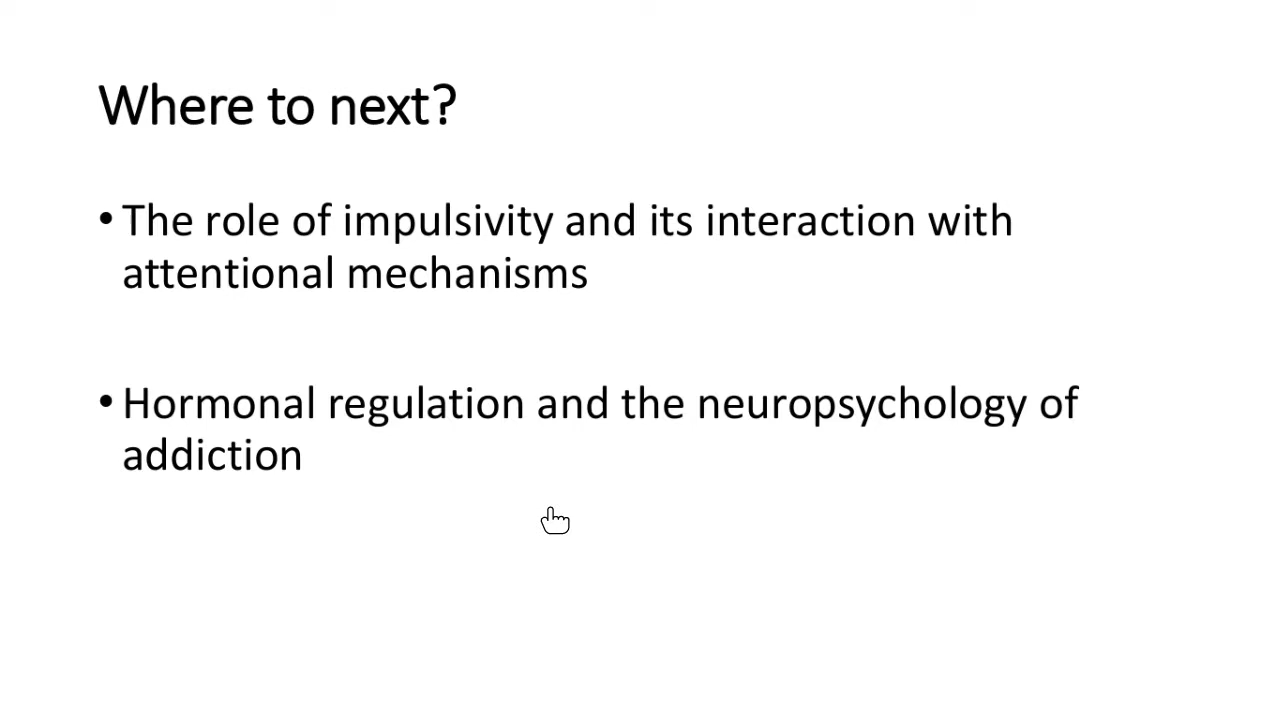 Where to next?
• The role of impulsivity and its interaction with
attentional mechanisms
• Hormonal regulation and the neuropsychology of
addiction